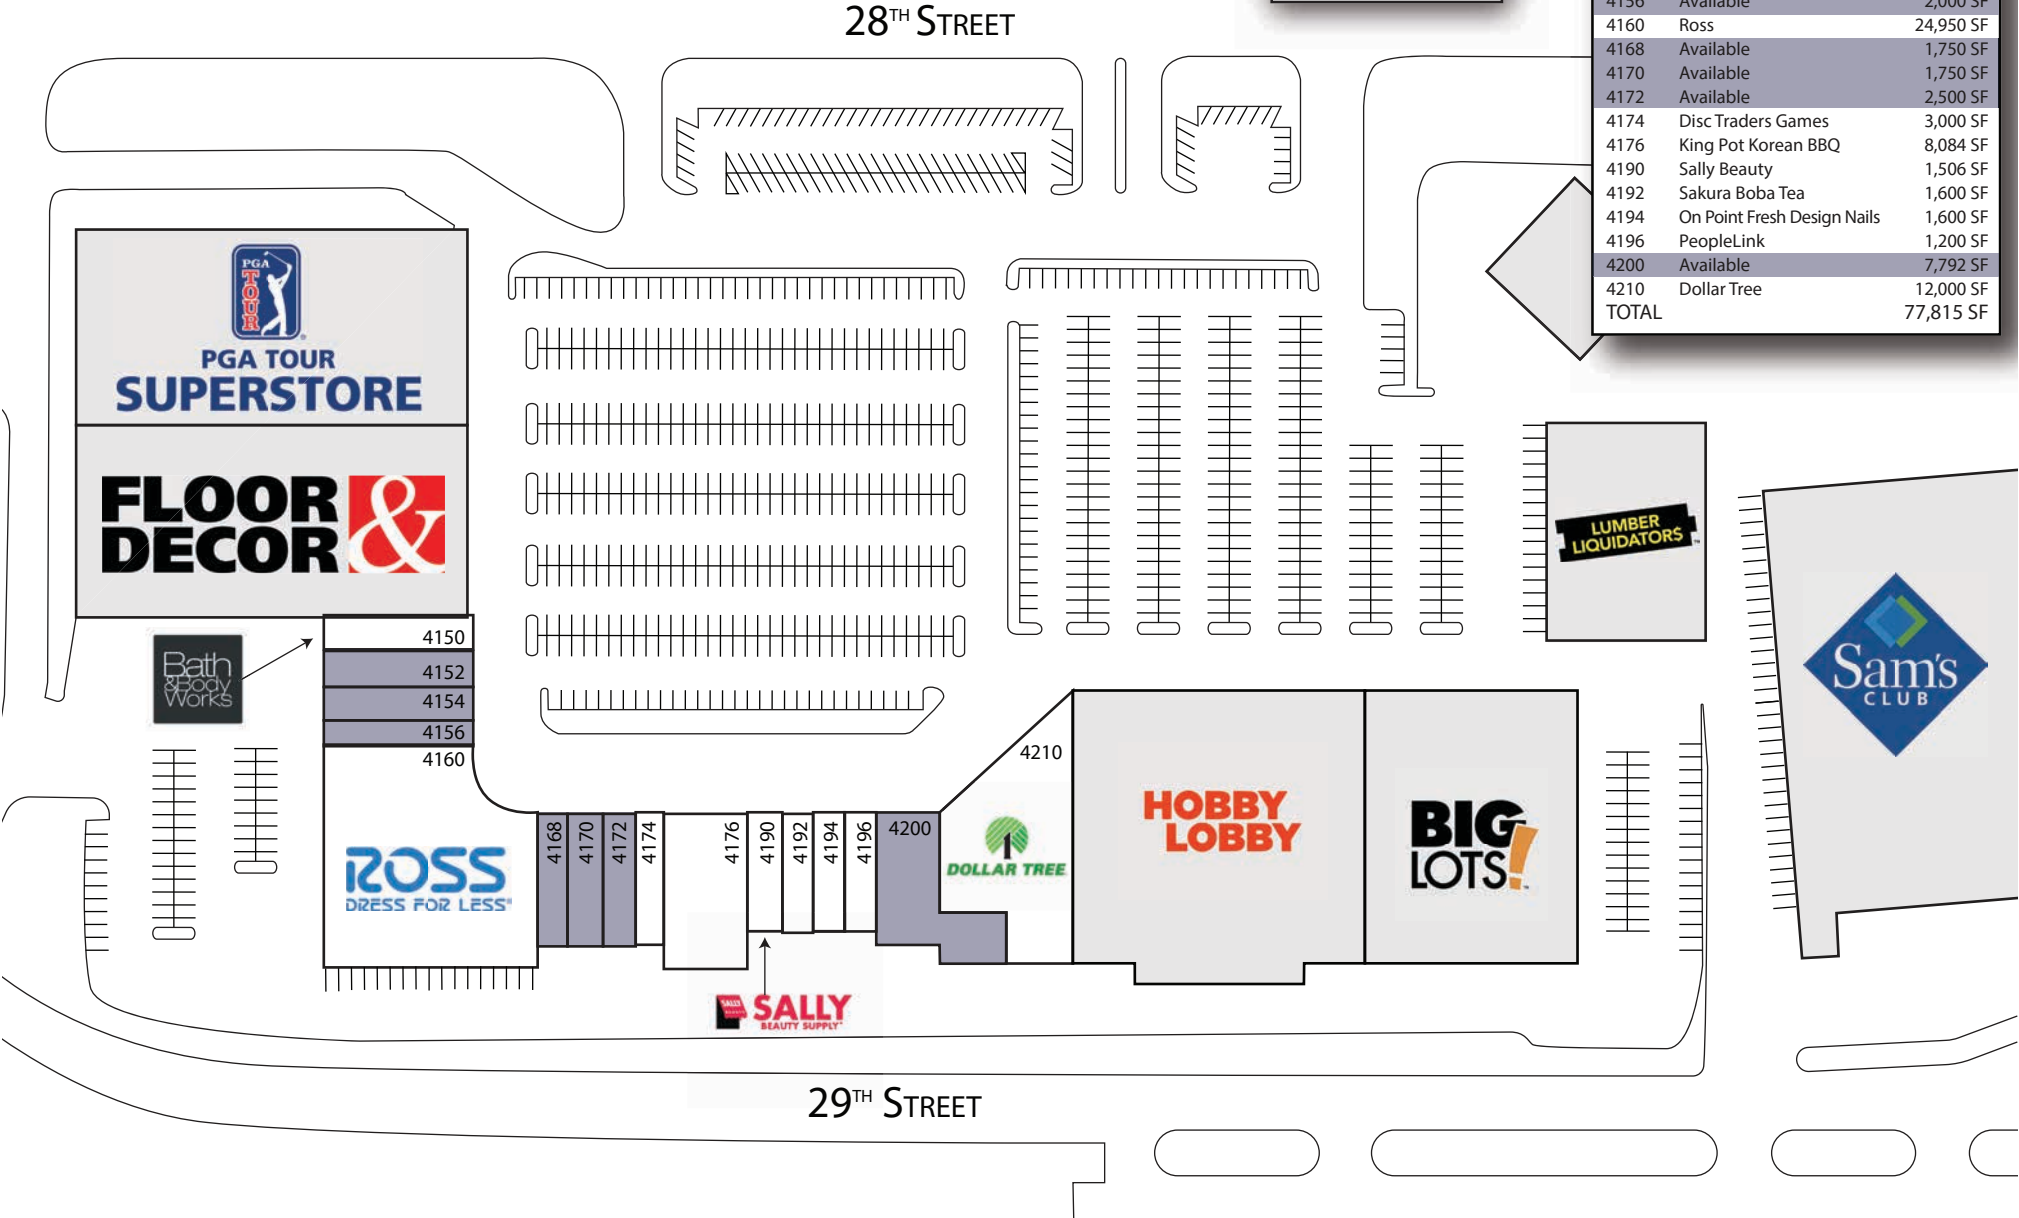 28TH STREET
4156 Available 2,000 SF
4160 Ross 24,950 SF
4168 Available 1,750 SF
4170 Available 1,750 SF
4172 Available 2,500 SF
4174 Disc Traders Games 3,000 SF
4176 King Pot Korean BBQ 8,084 SF
4190 Sally Beauty 1,506 SF
4192 Sakura Boba Tea 1,600 SF
4194 On Point Fresh Design Nails 1,600 SF
4196 PeopleLink 1,200 SF
4200 Available 7,792 SF
4210 Dollar Tree 12,000 SF
TOTAL 77,815 SF
PGA
TOUR
PGA TOUR
SUPERSTORE
FLOOR
DECOR &
LUMBER
LIQUIDATORS
Sam's
CLUB
Bath
&Body
Works
4150
4152
4154
4156
4160
ROSS
DRESS FOR LESS
4168
4170
4172
4174
4176
4190
4192
4194
4196
4200
4210
DOLLAR TREE
HOBBY
LOBBY
BIG
LOTS!
SALLY
SALLY
BEAUTY SUPPLY
29TH STREET